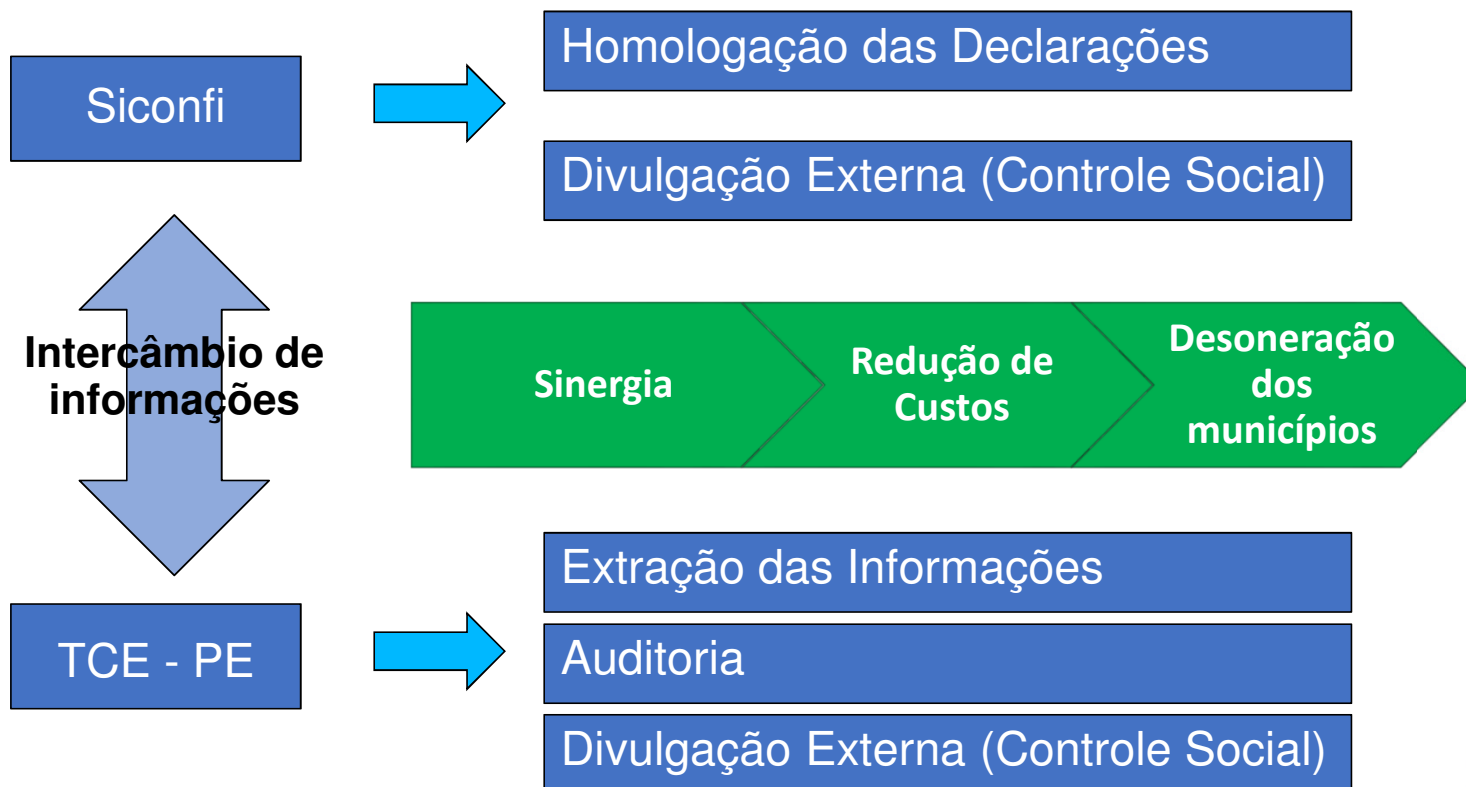 Homologação das Declarações
Siconfi
Divulgação Externa (Controle Social)
Intercâmbio de
informações
Sinergia
Redução de
Custos
Desoneração
dos
municípios
Extração das Informações
TCE - PE
Auditoria
Divulgação Externa (Controle Social)